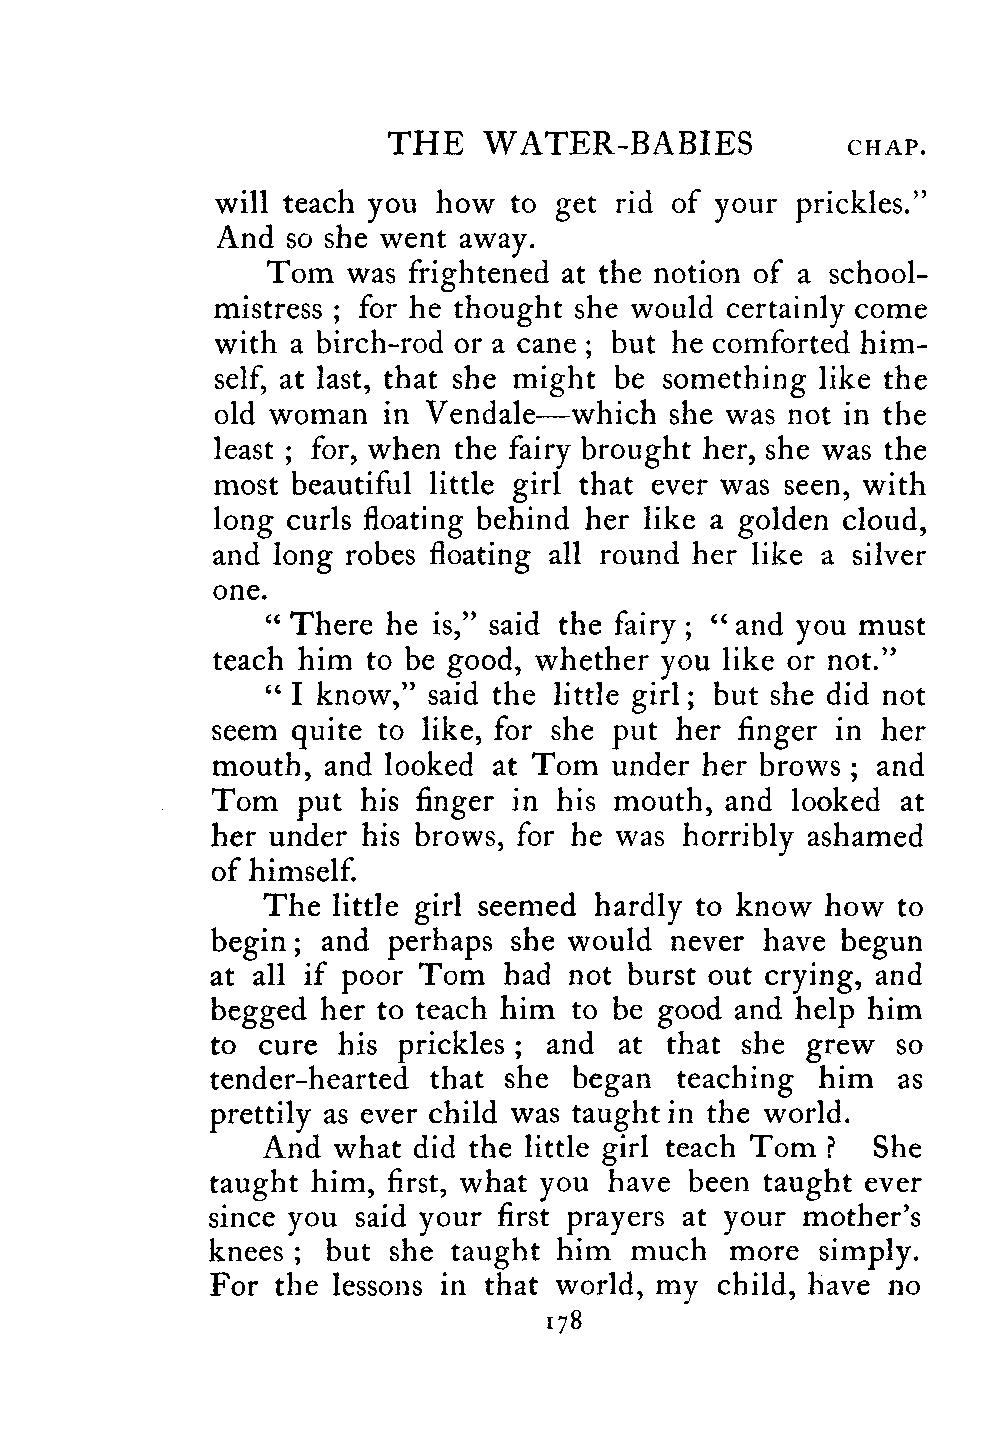 THE WATER-BABIES CHAP.
will teach you how to get rid of your prickles.”
And so she went away.
Tom was frightened at the notion of a school-
mistress ; for he thought she would certainly come
with a birch-rod or a cane ; but he comforted him-
self, at last, that she might be something like the
old woman in Vendale—which she was not in the
least ; for, when the fairy brought her, she was the
most beautiful little girl that ever was seen, with
long curls floating behind her like a golden cloud,
and long robes floating all round her like a silver
one.
“ There he is,” said the fairy ; “ and you must
teach him to be good, whether you like or not.”
“ I know,” said the little girl ; but she did not
seem quite to like, for she put her finger in her
mouth, and looked at Tom under her brows ; and
Tom put his finger in his mouth, and looked at
her under his brows, for he was horribly ashamed
of himself.
The little girl seemed hardly to know how to
begin ; and perhaps she would never have begun
at all if poor Tom had not burst out crying, and
begged her to teach him to be good and help him
to cure his prickles ; and at that she grew so
tender-hearted that she began teaching him as
prettily as ever child was taught in the world.
And what did the little girl teach Tom ? She
taught him, first, what you have been taught ever
since you said your first prayers at your mother’s
knees ; but she taught him much more simply.
For the lessons in that world, my child, have no
178